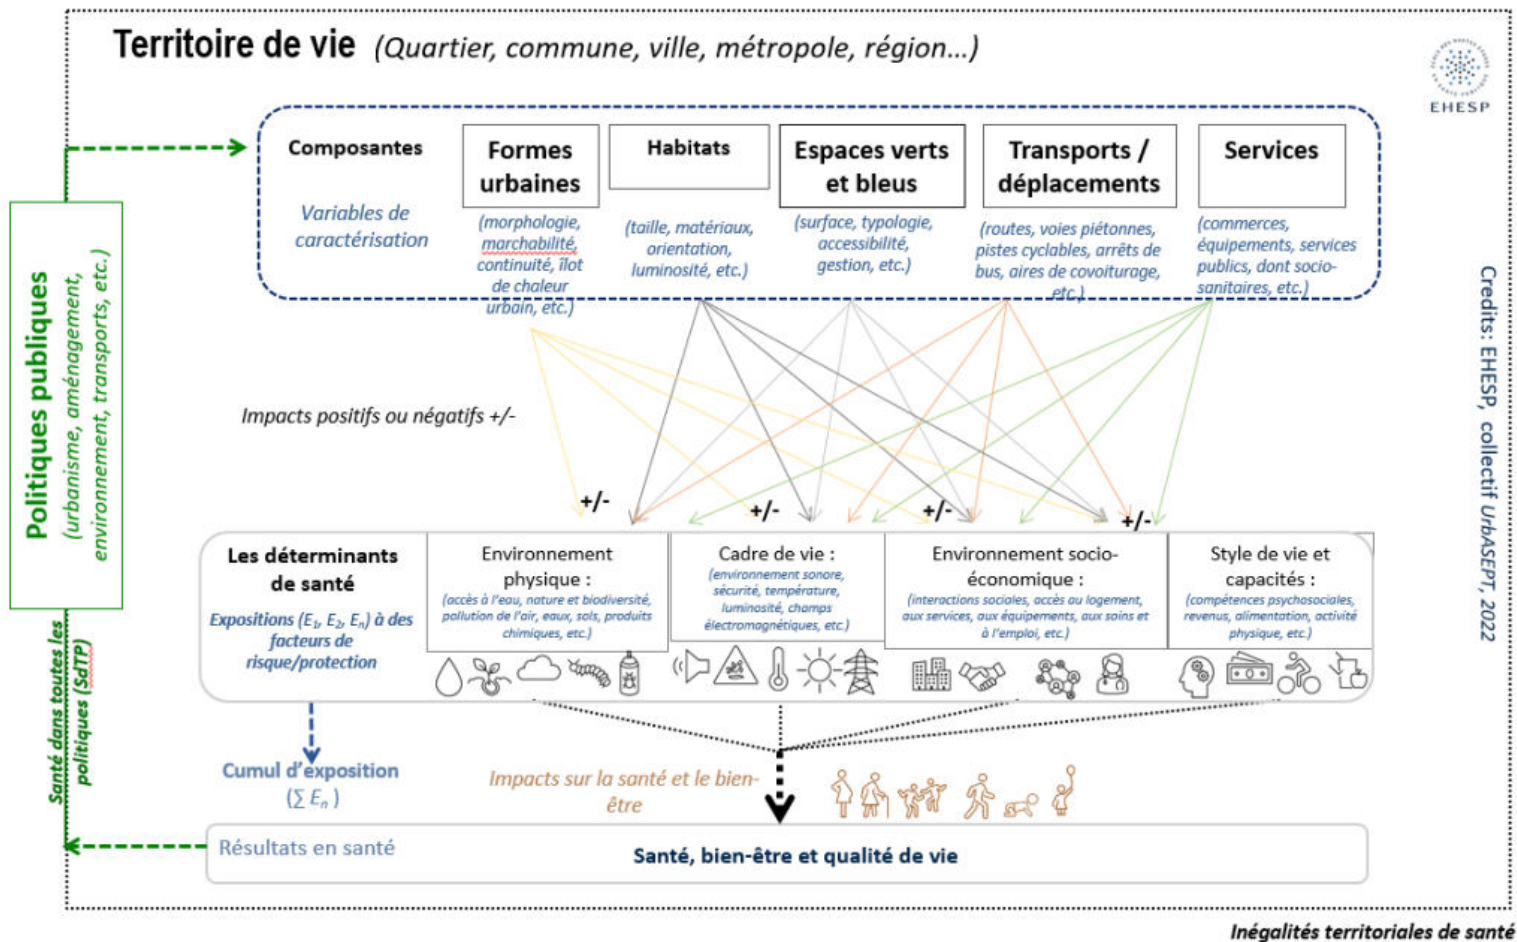 Territoire de vie (Quartier, commune, ville, métropole, région...)
EHESP
Composantes
Variables de
caractérisation
Formes
urbaines
(morphologie,
marchabilité,
continuité, îlot
de chaleur
urbain, etc.)
Habitats
(taille, matériaux,
orientation,
luminosité, etc.)
Espaces verts
et bleus
(surface, typologie,
accessibilité,
gestion, etc.)
Transports /
déplacements
(routes, voies piétonnes,
pistes cyclables, arrêts de
bus, aires de covoiturage,
etc.)
Services
(commerces,
équipements, services
publics, dont socio-
sanitaires, etc.)
Politiques publiques
(urbanisme, aménagement,
environnement, transports, etc.)
Santé dans toutes les
politiques (SdTP)
Impacts positifs ou négatifs +/-
+/-
+/-
+/-
+/-
Les déterminants
de santé
Expositions (E₁, E₂, Eₙ) à des
facteurs de
risque/protection
Environnement
physique :
(accès à l'eau, nature et biodiversité,
pollution de l'air, eaux, sols, produits
chimiques, etc.)
Cadre de vie :
(environnement sonore,
sécurité, température,
luminosité, champs
électromagnétiques, etc.)
Environnement socio-
économique :
(interactions sociales, accès au logement,
aux services, aux équipements, aux soins et
à l'emploi, etc.)
Style de vie et
capacités :
(compétences psychosociales,
revenus, alimentation, activité
physique, etc.)
Cumul d'exposition
(∑ Eₙ )
Impacts sur la santé et le bien-
être
Résultats en santé
Santé, bien-être et qualité de vie
Credits: EHESP, collectif UrbASEPT, 2022
Inégalités territoriales de santé